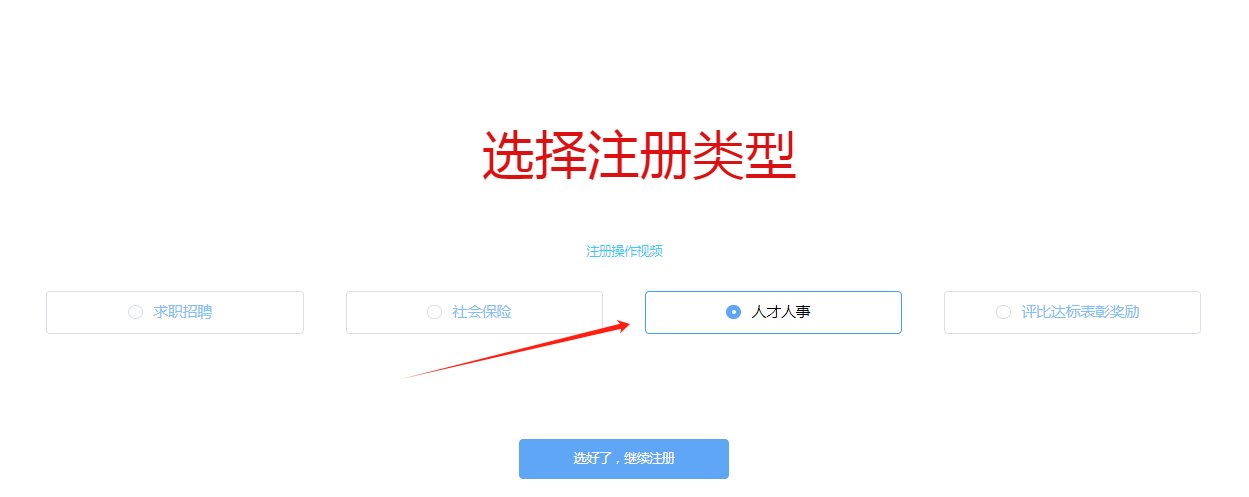 选择注册类型
注册操作视频
求职招聘
社会保险
人才人事
评比达标表彰奖励
选好了，继续注册